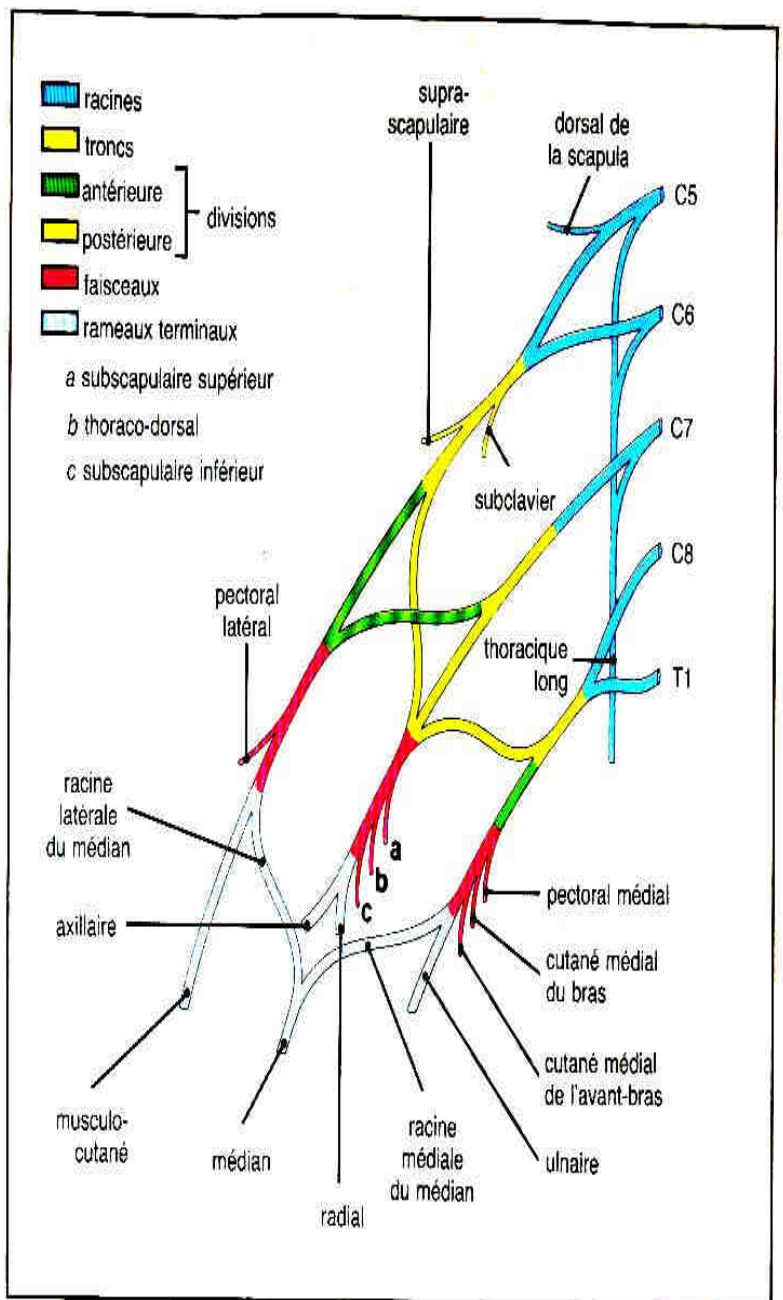 racines
troncs
antérieure
divisions
postérieure
faisceaux
rameaux terminaux
a subscapulaire supérieur
b thoraco-dorsal
c subscapulaire inférieur
supra-
scapulaire
dorsal de
la scapula
C5
C6
C7
subclavier
C8
pectoral
latéral
thoracique
long
T1
racine
latérale
du médian
a
b
c
axillaire
pectoral médial
cutané médial
du bras
cutané médial
de l'avant-bras
musculo-
cutané
médian
radial
racine
médiale
du médian
ulnaire